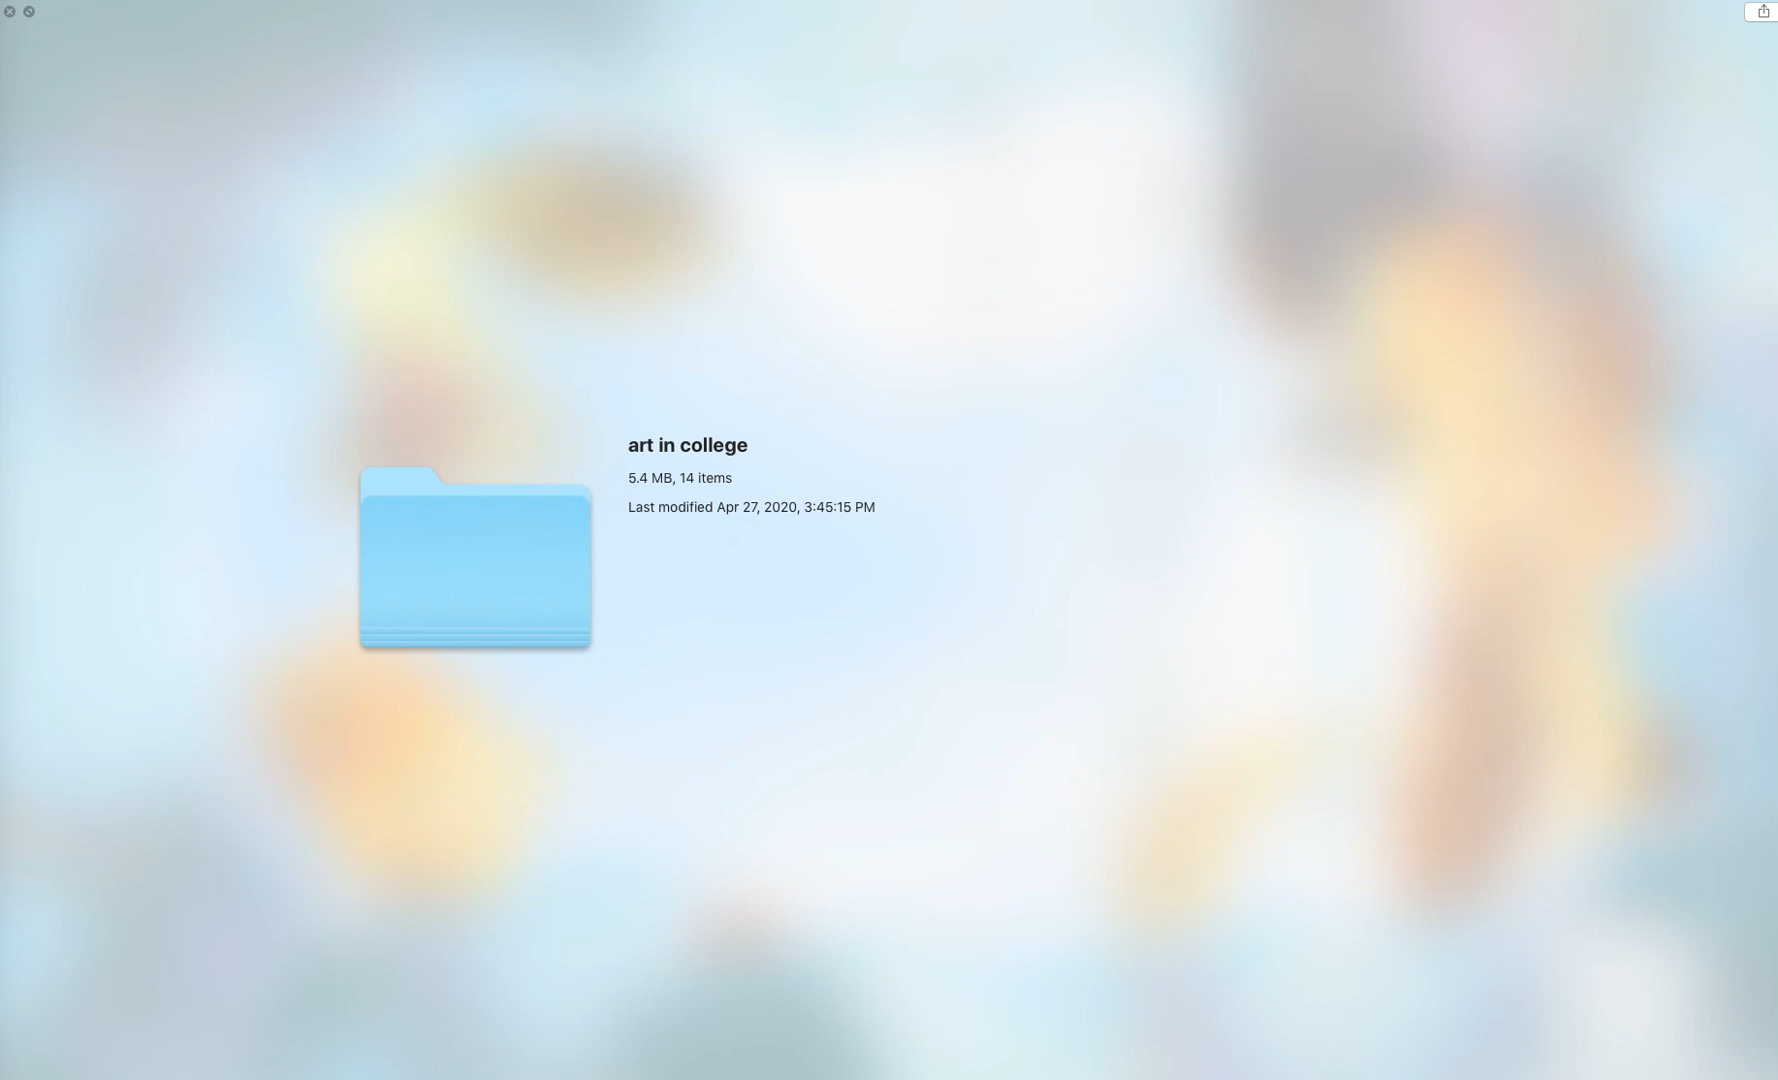 art in college
5.4 MB, 14 items
Last modified Apr 27, 2020, 3:45:15 PM